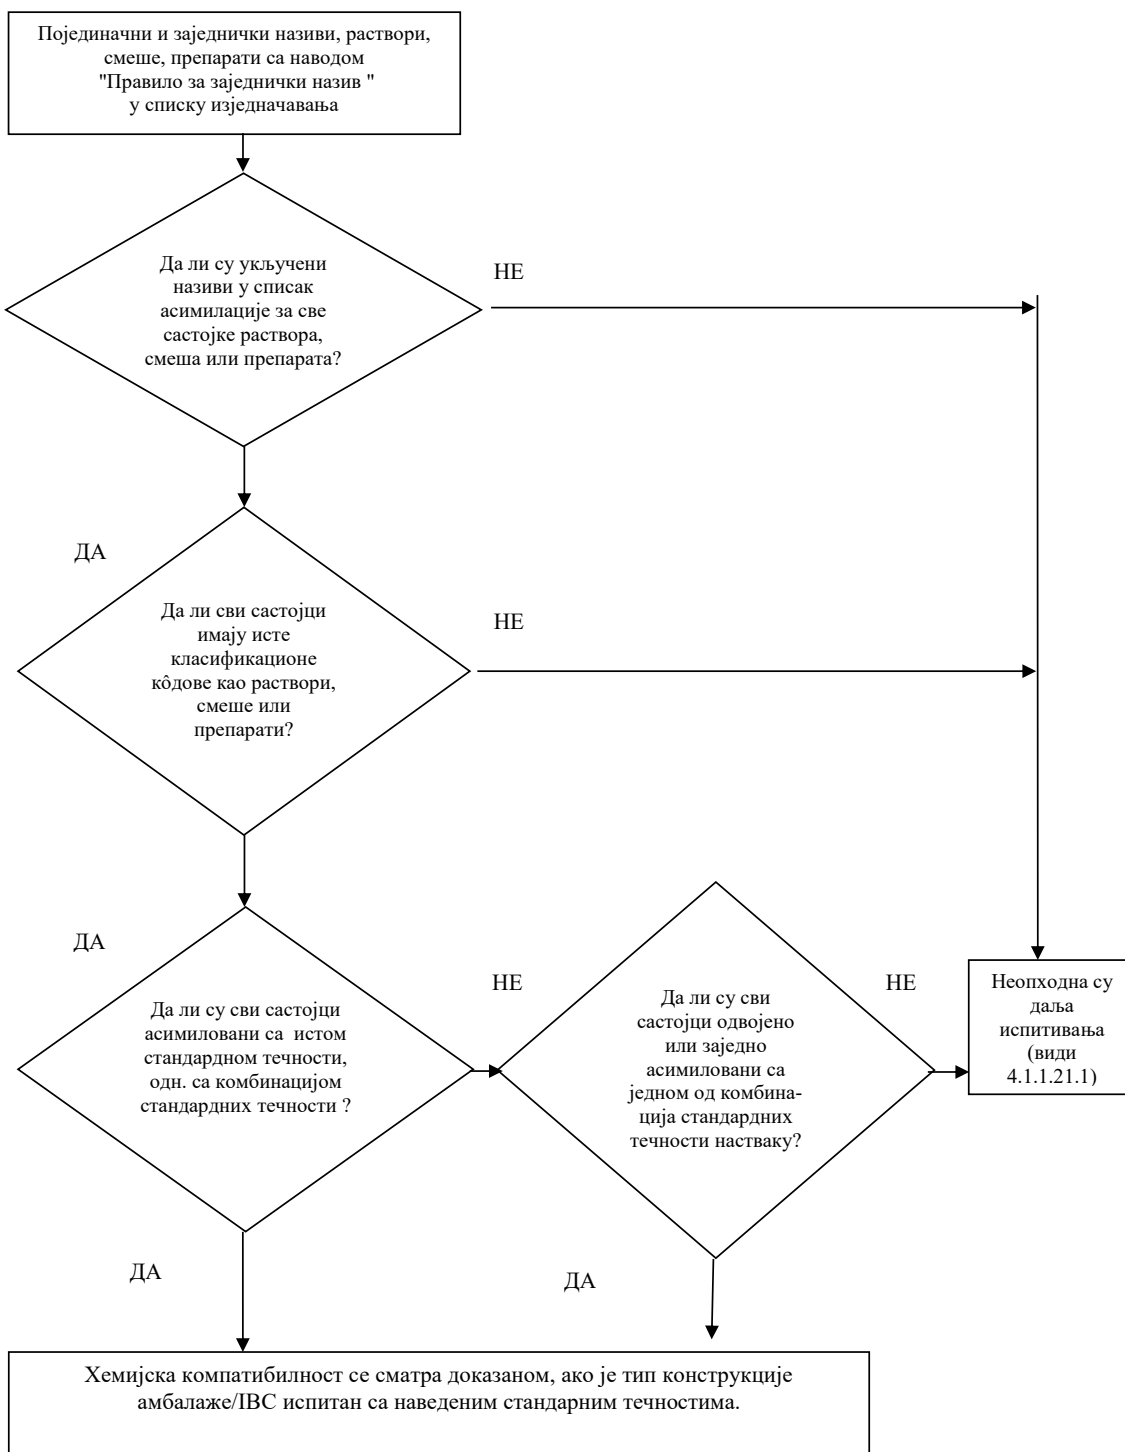 Појединачни и заједнички називи, раствори,
смеше, препарати са наводом
"Правило за заједнички назив "
у списку изједначавања
Да ли су укључени
називи у списак
асимилације за све
састојке раствора,
смеша или препарата?
НЕ
ДА
Да ли сви састојци
имају исте
класификационе
кôдове као раствори,
смеше или
препарати?
НЕ
ДА
Да ли су сви састојци
асимиловани са истом
стандардном течности,
одн. са комбинацијом
стандардних течности ?
НЕ
Да ли су сви
састојци одвојено
или заједно
асимиловани са
једном од комбина-
ција стандардних
течности наствaку?
НЕ
Неопходна су
даља
испитивања
(види
4.1.1.21.1)
ДА
ДА
Хемијска компатибилност се сматра доказаном, ако је тип конструкције
амбалаже/IBC испитан са наведеним стандарним течностима.